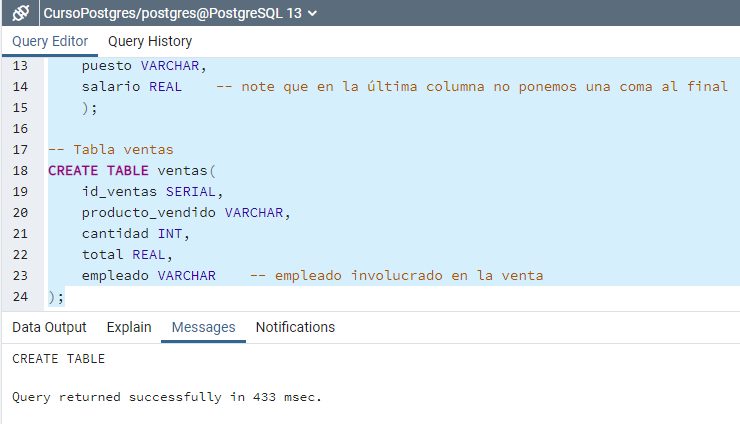 CursoPostgres/postgres@PostgreSQL 13
Query Editor Query History
13 puesto VARCHAR,
14 salario REAL -- note que en la última columna no ponemos una coma al final
15 );
16
17 -- Tabla ventas
18 CREATE TABLE ventas(
19 id_ventas SERIAL,
20 producto_vendido VARCHAR,
21 cantidad INT,
22 total REAL,
23 empleado VARCHAR -- empleado involucrado en la venta
24 );
Data Output Explain Messages Notifications
CREATE TABLE
Query returned successfully in 433 msec.